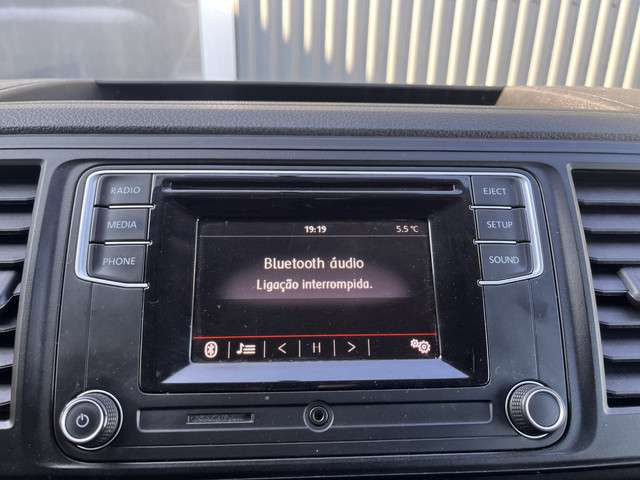 RADIO
EJECT
MEDIA
SETUP
PHONE
SOUND
19:19
5.5 °C
Bluetooth áudio
Ligação interrompida.